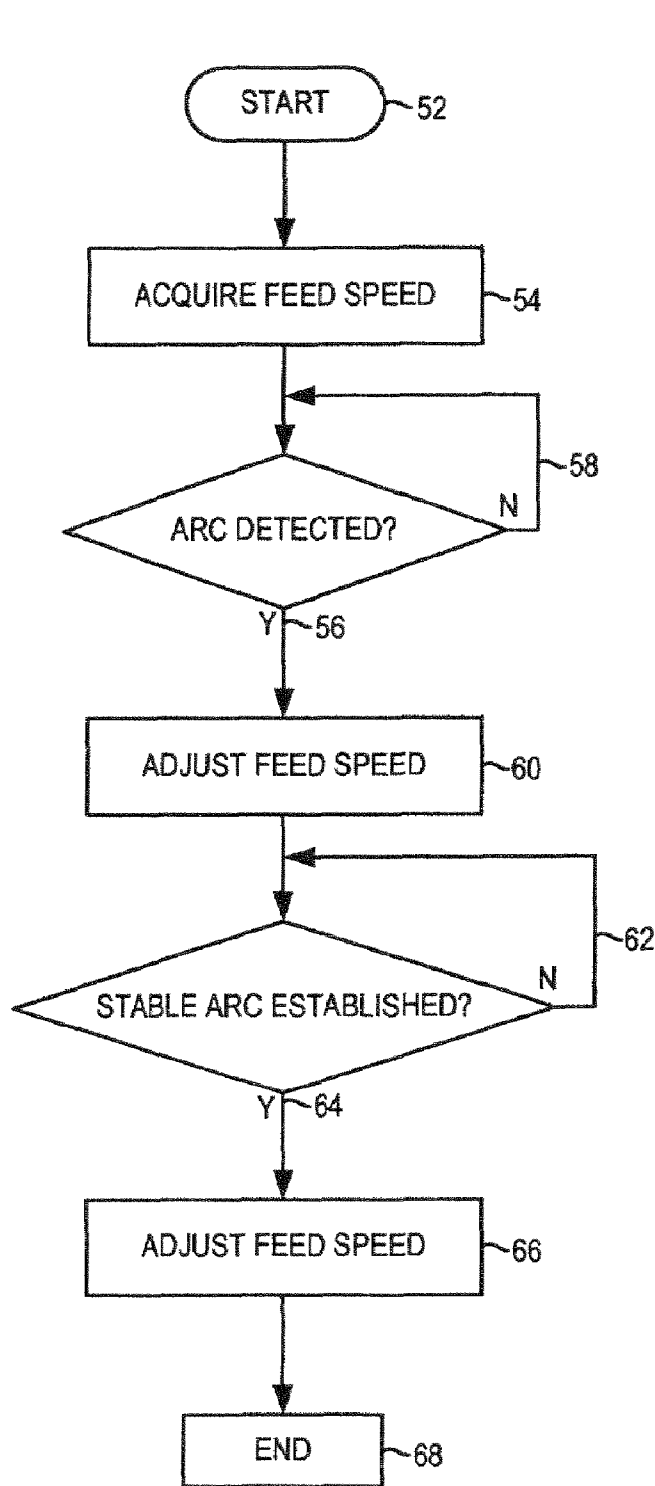 START
52
ACQUIRE FEED SPEED
54
58
N
ARC DETECTED?
Y
56
ADJUST FEED SPEED
60
62
N
STABLE ARC ESTABLISHED?
Y
64
ADJUST FEED SPEED
66
END
68